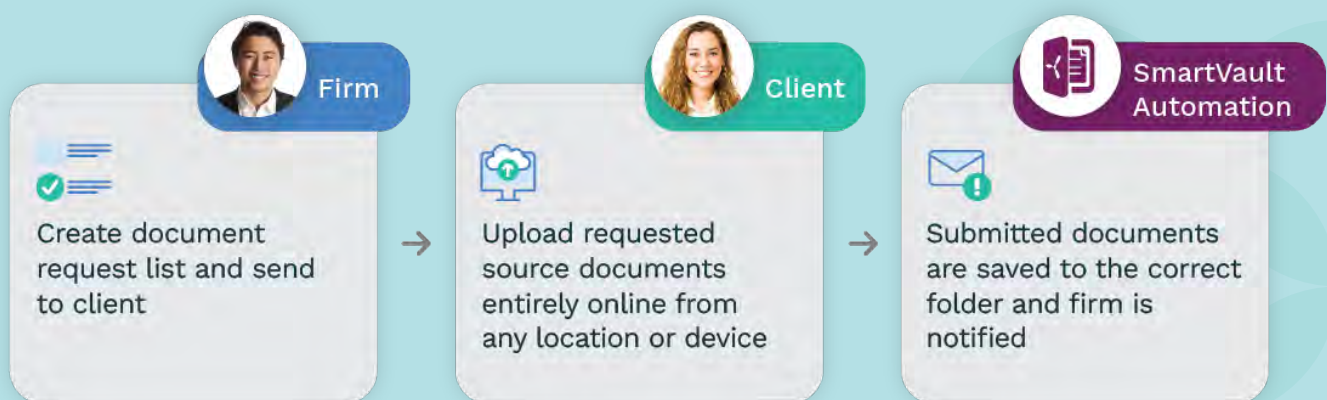 Firm
Create document
request list and send
to client
Client
Upload requested
source documents
entirely online from
any location or device
SmartVault
Automation
Submitted documents
are saved to the correct
folder and firm is
notified